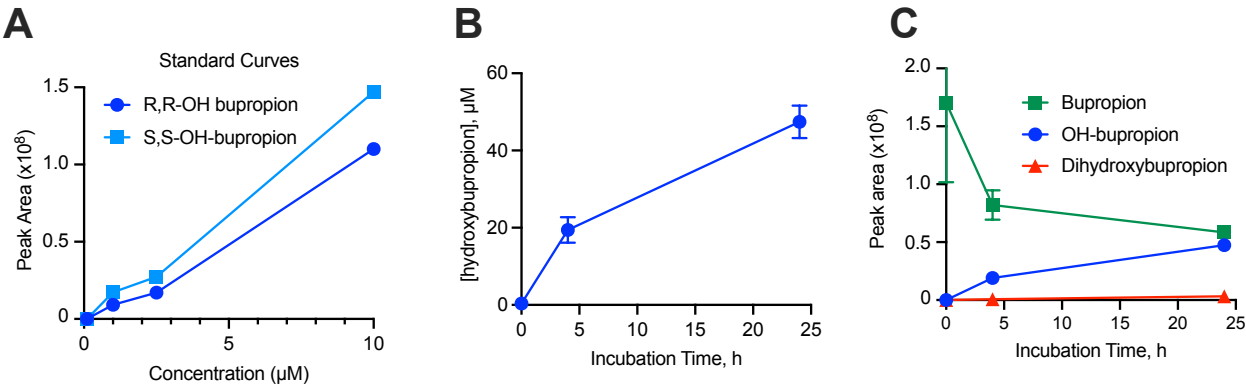 A
Standard Curves
Peak Area (x10⁸)
1.5
1.0
0.5
0
R,R-OH bupropion
S,S-OH-bupropion
0
5
10
Concentration (µM)
B
[hydroxybupropion], µM
60
40
20
0
0
5
10
15
20
25
Incubation Time, h
C
Peak area (x10⁸)
2.0
1.5
1.0
0.5
0
Bupropion
OH-bupropion
Dihydroxybupropion
0
5
10
15
20
25
Incubation Time, h